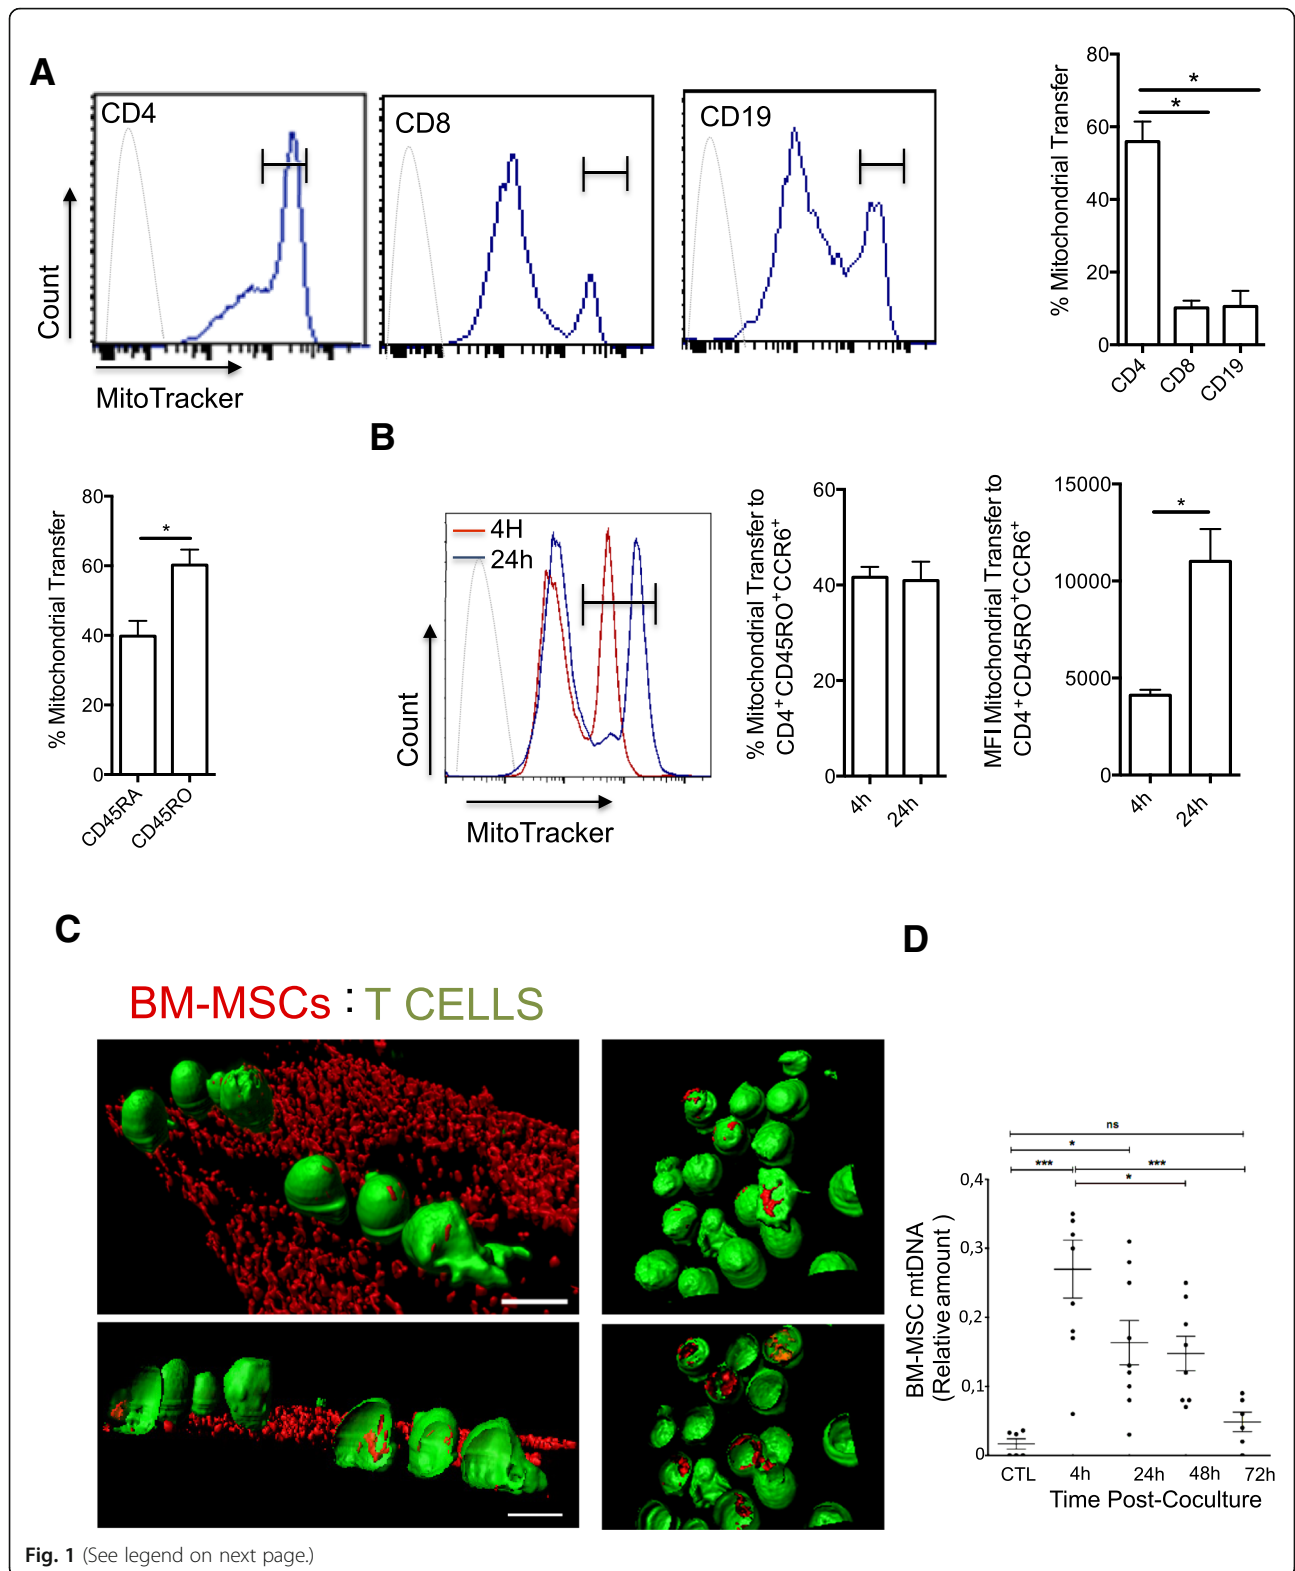 A
CD4
CD8
CD19
Count
MitoTracker
% Mitochondrial Transfer
80
60
40
20
0
*
*
CD4
CD8
CD19
% Mitochondrial Transfer
80
60
40
20
0
*
CD45RA
CD45RO
B
4H
24h
Count
MitoTracker
% Mitochondrial Transfer to
CD4⁺CD45RO⁺CCR6⁺
60
40
20
0
4h
24h
MFI Mitochondrial Transfer to
CD4⁺CD45RO⁺CCR6⁺
15000
10000
5000
0
*
4h
24h
C
BM-MSCs : T CELLS
D
ns
*
***
***
*
BM-MSC mtDNA
(Relative amount )
0,4
0,3
0,2
0,1
0
CTL
4h
24h
48h
72h
Time Post-Coculture
Fig. 1 (See legend on next page.)